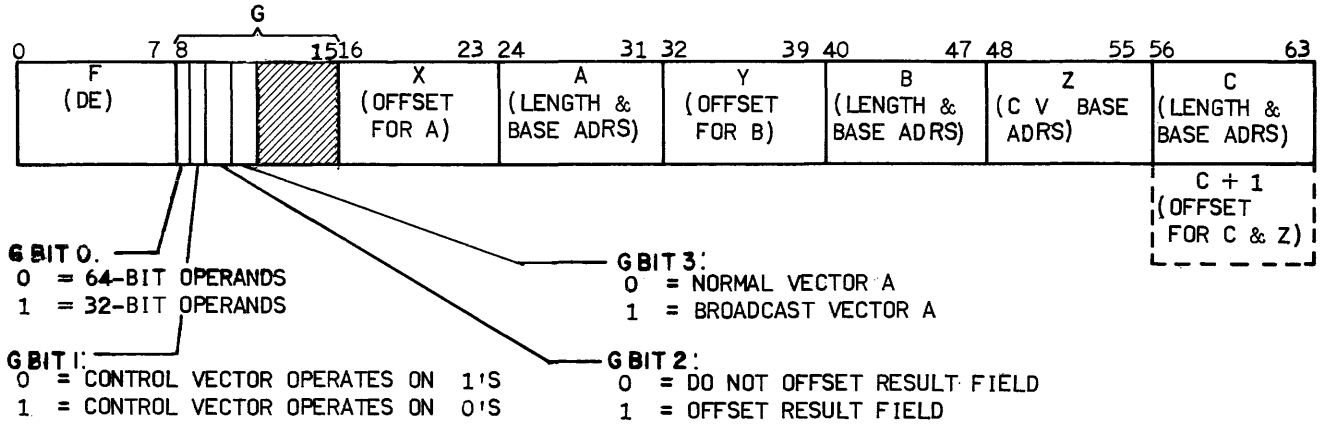 G
0 7 8 15 16 23 24 31 32 39 40 47 48 55 56 63
F X A Y B Z C
(DE) (OFFSET (LENGTH & (OFFSET (LENGTH & (C V BASE (LENGTH &
FOR A) BASE ADRS) FOR B) BASE ADRS) ADRS) BASE ADRS)
C + 1
(OFFSET
FOR C & Z)
G BIT 0.
0 = 64-BIT OPERANDS
1 = 32-BIT OPERANDS
G BIT 3:
0 = NORMAL VECTOR A
1 = BROADCAST VECTOR A
G BIT 1:
0 = CONTROL VECTOR OPERATES ON 1'S
1 = CONTROL VECTOR OPERATES ON 0'S
G BIT 2:
0 = DO NOT OFFSET RESULT FIELD
1 = OFFSET RESULT FIELD